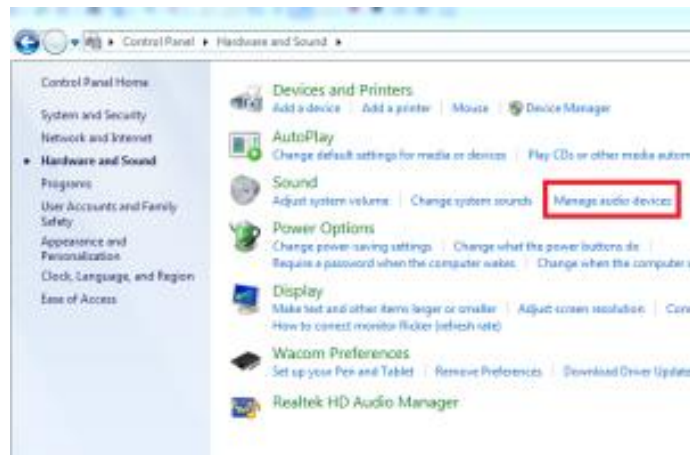 Control Panel ▸ Hardware and Sound ▸
Control Panel Home
System and Security
Network and Internet
Hardware and Sound
Programs
User Accounts and Family
Safety
Appearance and
Personalization
Clock, Language, and Region
Ease of Access
Devices and Printers
Add a device | Add a printer | Mouse | Device Manager
AutoPlay
Change default settings for media or devices | Play CDs or other media autom
Sound
Adjust system volume | Change system sounds | Manage audio devices
Power Options
Change power-saving settings | Change what the power buttons do |
Require a password when the computer wakes | Change when the computer s
Display
Make text and other items larger or smaller | Adjust screen resolution | Con
How to correct monitor flicker (refresh rate)
Wacom Preferences
Set up your Pen and Tablet | Remove Preferences | Download Driver Update
Realtek HD Audio Manager